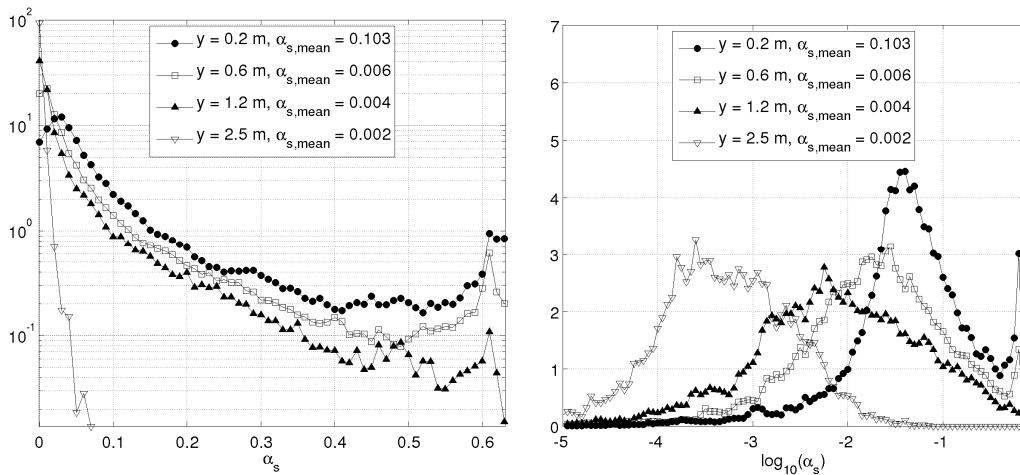 10^2
10^1
10^0
10^-1
0 0.1 0.2 0.3 0.4 0.5 0.6
α_s
y = 0.2 m, α_s,mean = 0.103
y = 0.6 m, α_s,mean = 0.006
y = 1.2 m, α_s,mean = 0.004
y = 2.5 m, α_s,mean = 0.002
7
6
5
4
3
2
1
0
-5 -4 -3 -2 -1
log_10(α_s)
y = 0.2 m, α_s,mean = 0.103
y = 0.6 m, α_s,mean = 0.006
y = 1.2 m, α_s,mean = 0.004
y = 2.5 m, α_s,mean = 0.002